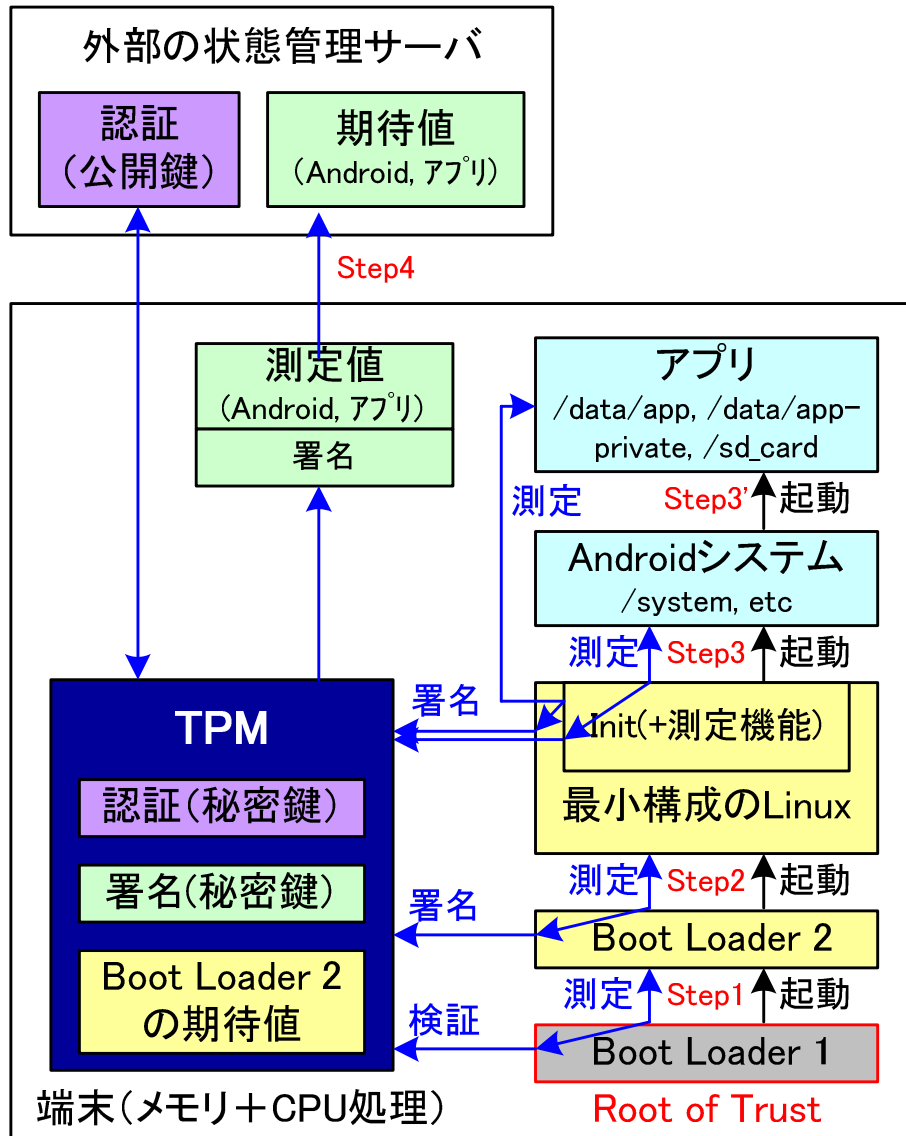 外部の状態管理サーバ
認証
(公開鍵)
期待値
(Android, アプリ)
Step4
測定値
(Android, アプリ)
署名
アプリ
/data/app, /data/app-
private, /sd_card
測定
Step3'
起動
Androidシステム
/system, etc
測定
Step3
起動
署名
Init(+測定機能)
最小構成のLinux
TPM
認証(秘密鍵)
署名(秘密鍵)
Boot Loader 2
の期待値
測定
Step2
起動
署名
Boot Loader 2
測定
Step1
起動
検証
Boot Loader 1
端末(メモリ+CPU処理)
Root of Trust